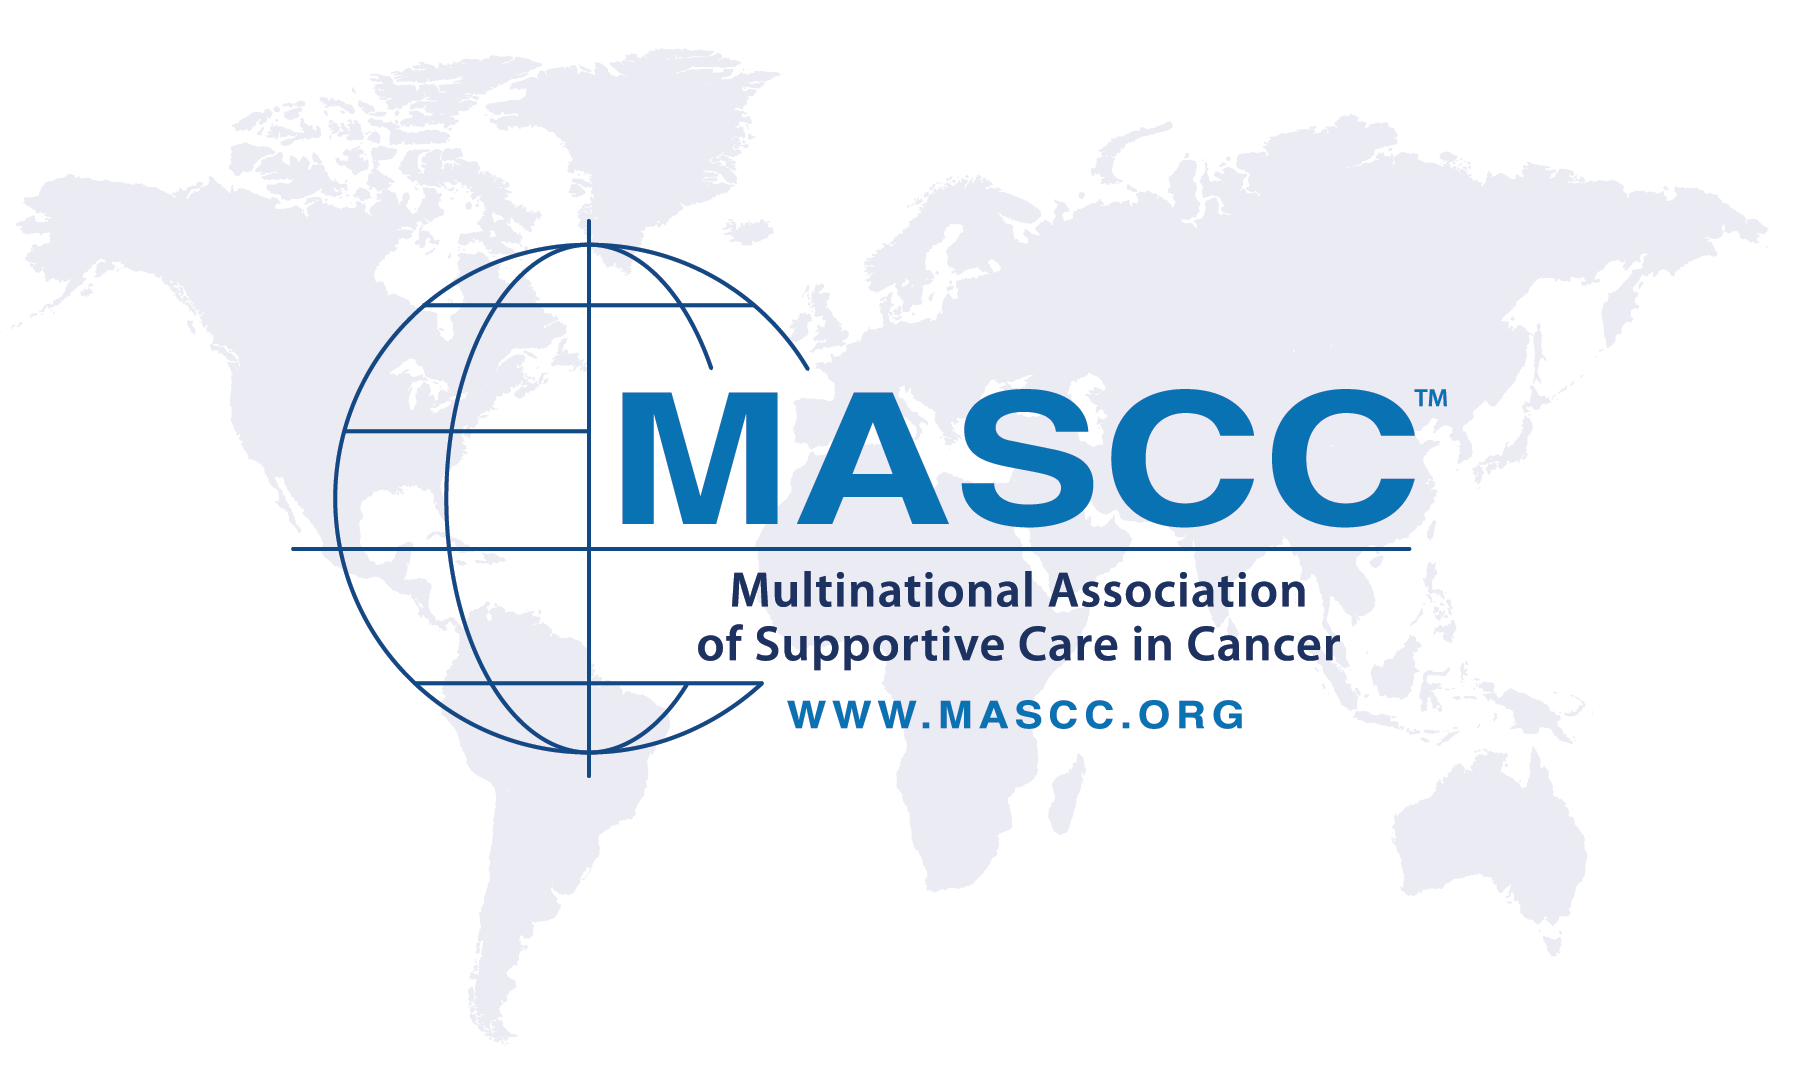 MASCC™
Multinational Association
of Supportive Care in Cancer
WWW.MASCC.ORG